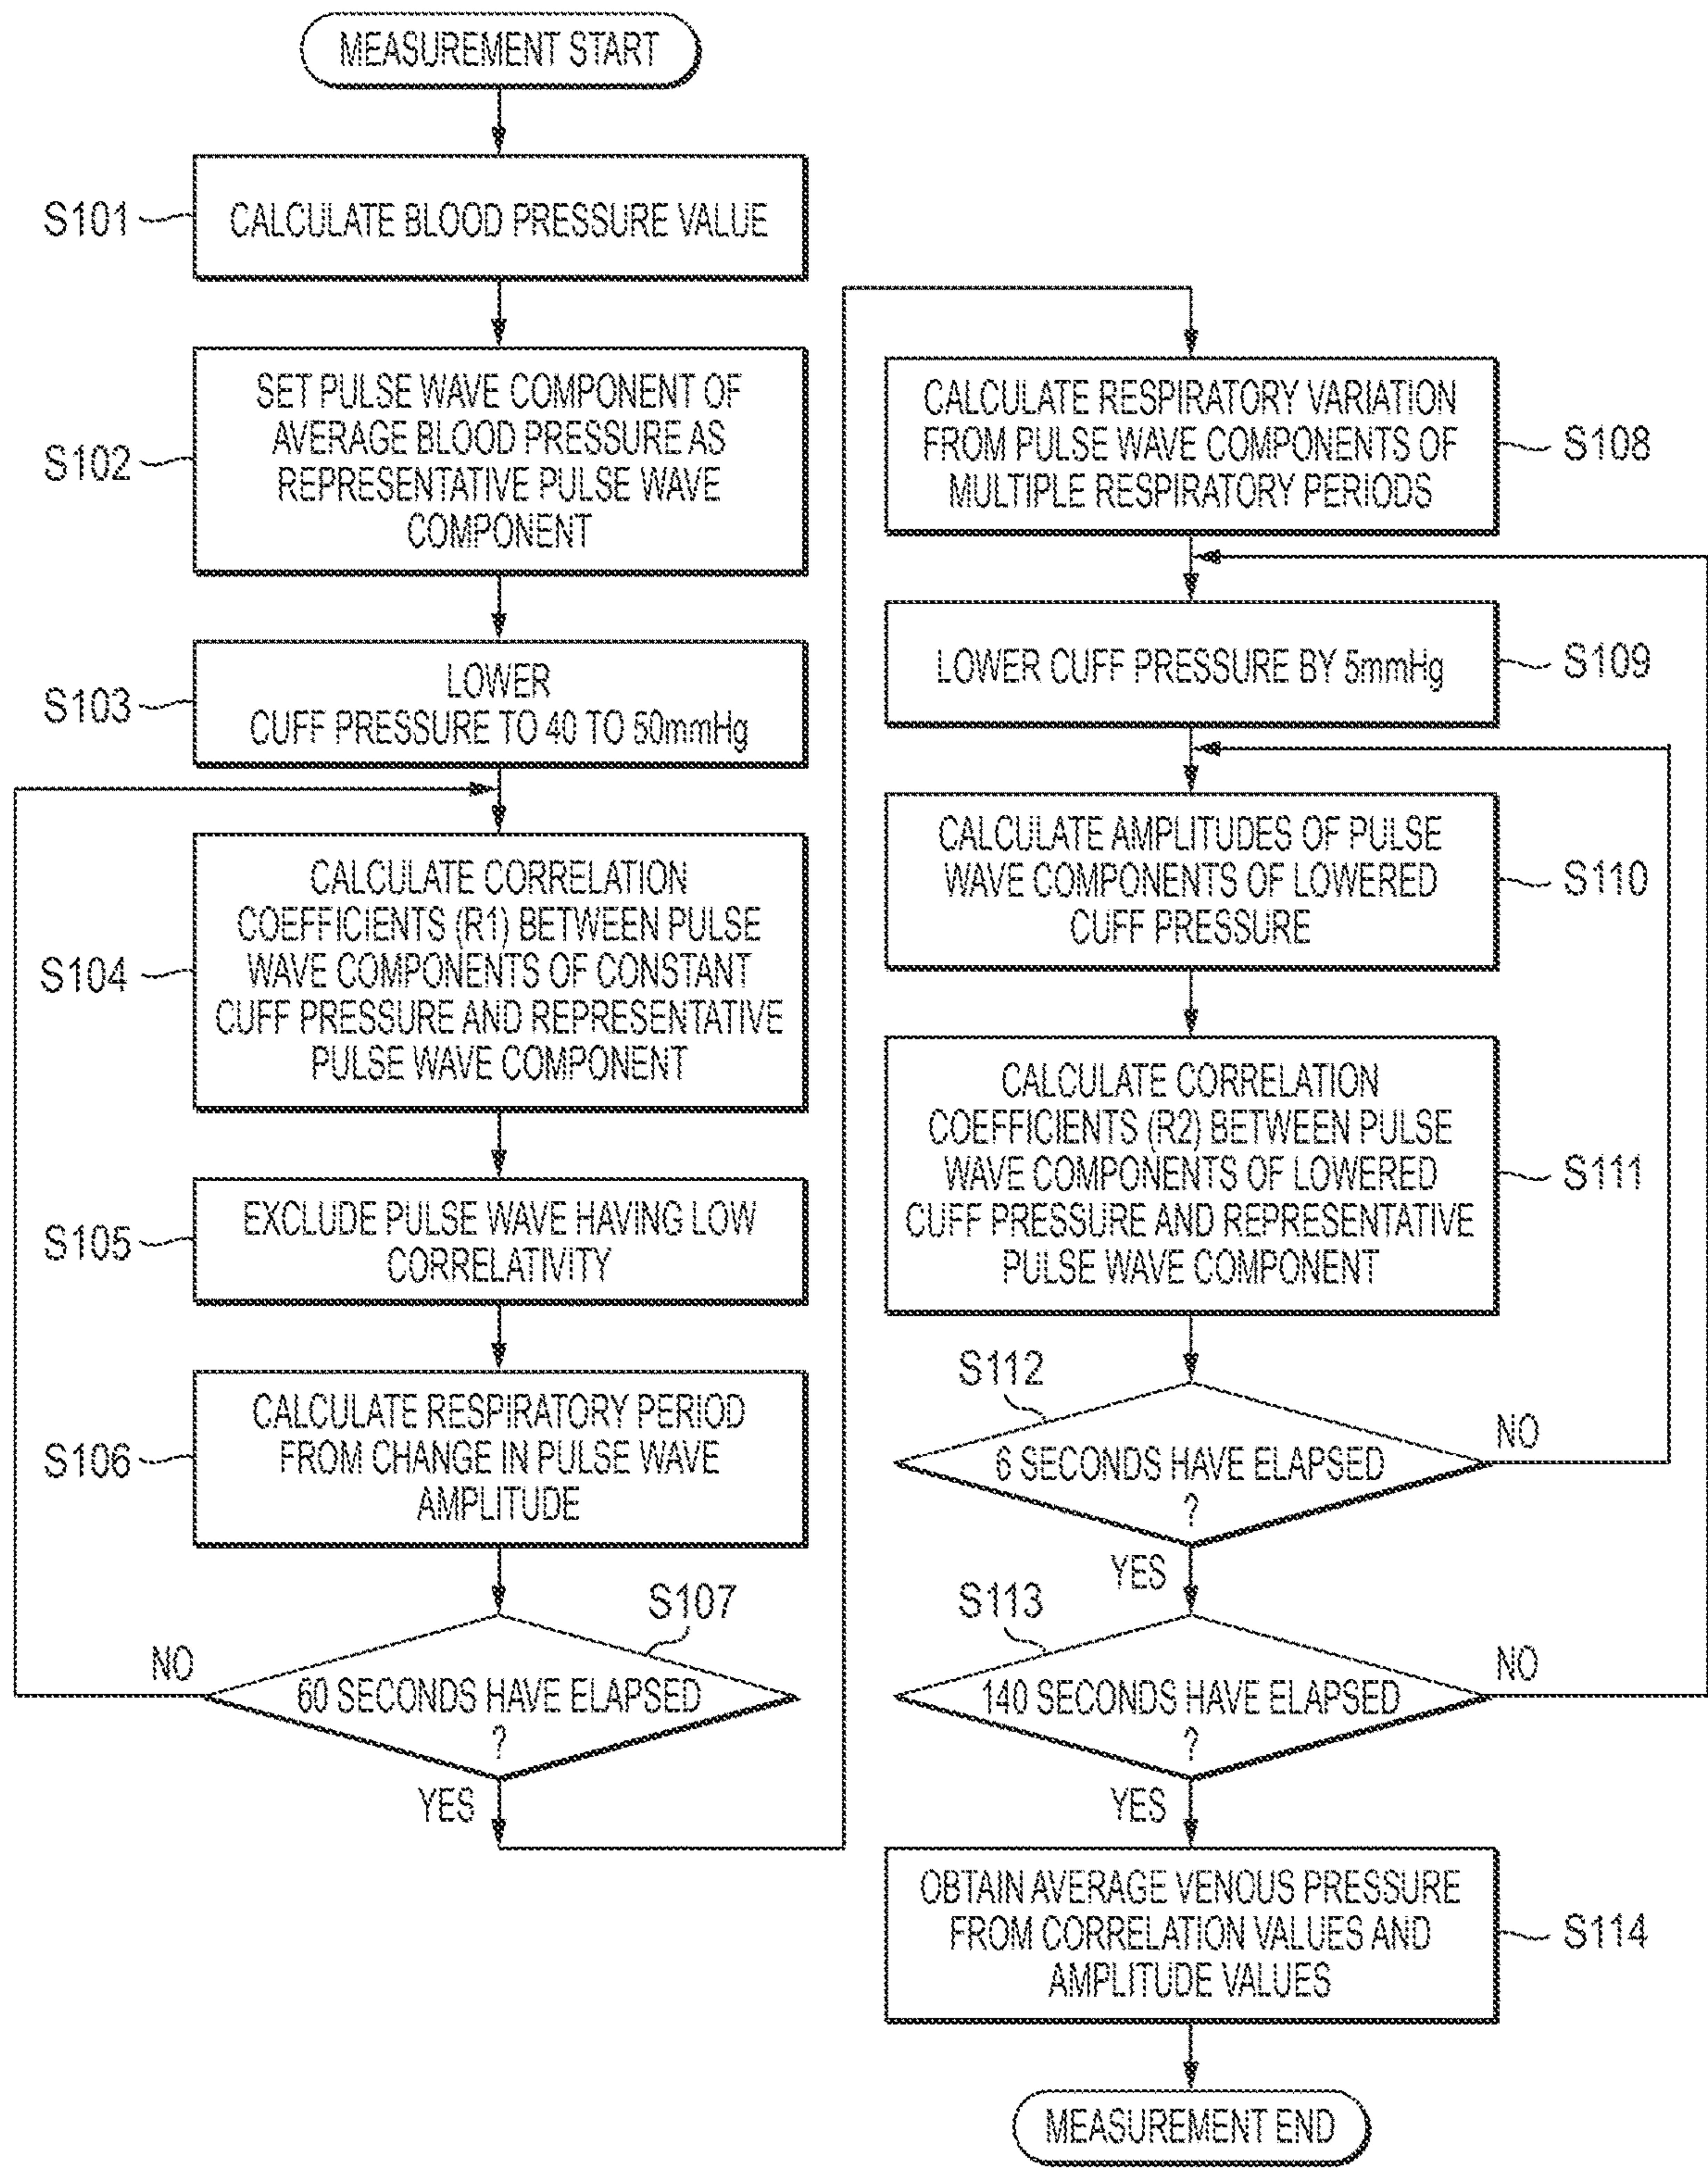 MEASUREMENT START
S101
CALCULATE BLOOD PRESSURE VALUE
S102
SET PULSE WAVE COMPONENT OF
AVERAGE BLOOD PRESSURE AS
REPRESENTATIVE PULSE WAVE
COMPONENT
S103
LOWER
CUFF PRESSURE TO 40 TO 50mmHg
S104
CALCULATE CORRELATION
COEFFICIENTS (R1) BETWEEN PULSE
WAVE COMPONENTS OF CONSTANT
CUFF PRESSURE AND REPRESENTATIVE
PULSE WAVE COMPONENT
S105
EXCLUDE PULSE WAVE HAVING LOW
CORRELATIVITY
S106
CALCULATE RESPIRATORY PERIOD
FROM CHANGE IN PULSE WAVE
AMPLITUDE
S107
NO
60 SECONDS HAVE ELAPSED
?
YES
CALCULATE RESPIRATORY VARIATION
FROM PULSE WAVE COMPONENTS OF
MULTIPLE RESPIRATORY PERIODS
S108
LOWER CUFF PRESSURE BY 5mmHg
S109
CALCULATE AMPLITUDES OF PULSE
WAVE COMPONENTS OF LOWERED
CUFF PRESSURE
S110
CALCULATE CORRELATION
COEFFICIENTS (R2) BETWEEN PULSE
WAVE COMPONENTS OF LOWERED
CUFF PRESSURE AND REPRESENTATIVE
PULSE WAVE COMPONENT
S111
S112
NO
6 SECONDS HAVE ELAPSED
?
YES
S113
NO
140 SECONDS HAVE ELAPSED
?
YES
OBTAIN AVERAGE VENOUS PRESSURE
FROM CORRELATION VALUES AND
AMPLITUDE VALUES
S114
MEASUREMENT END